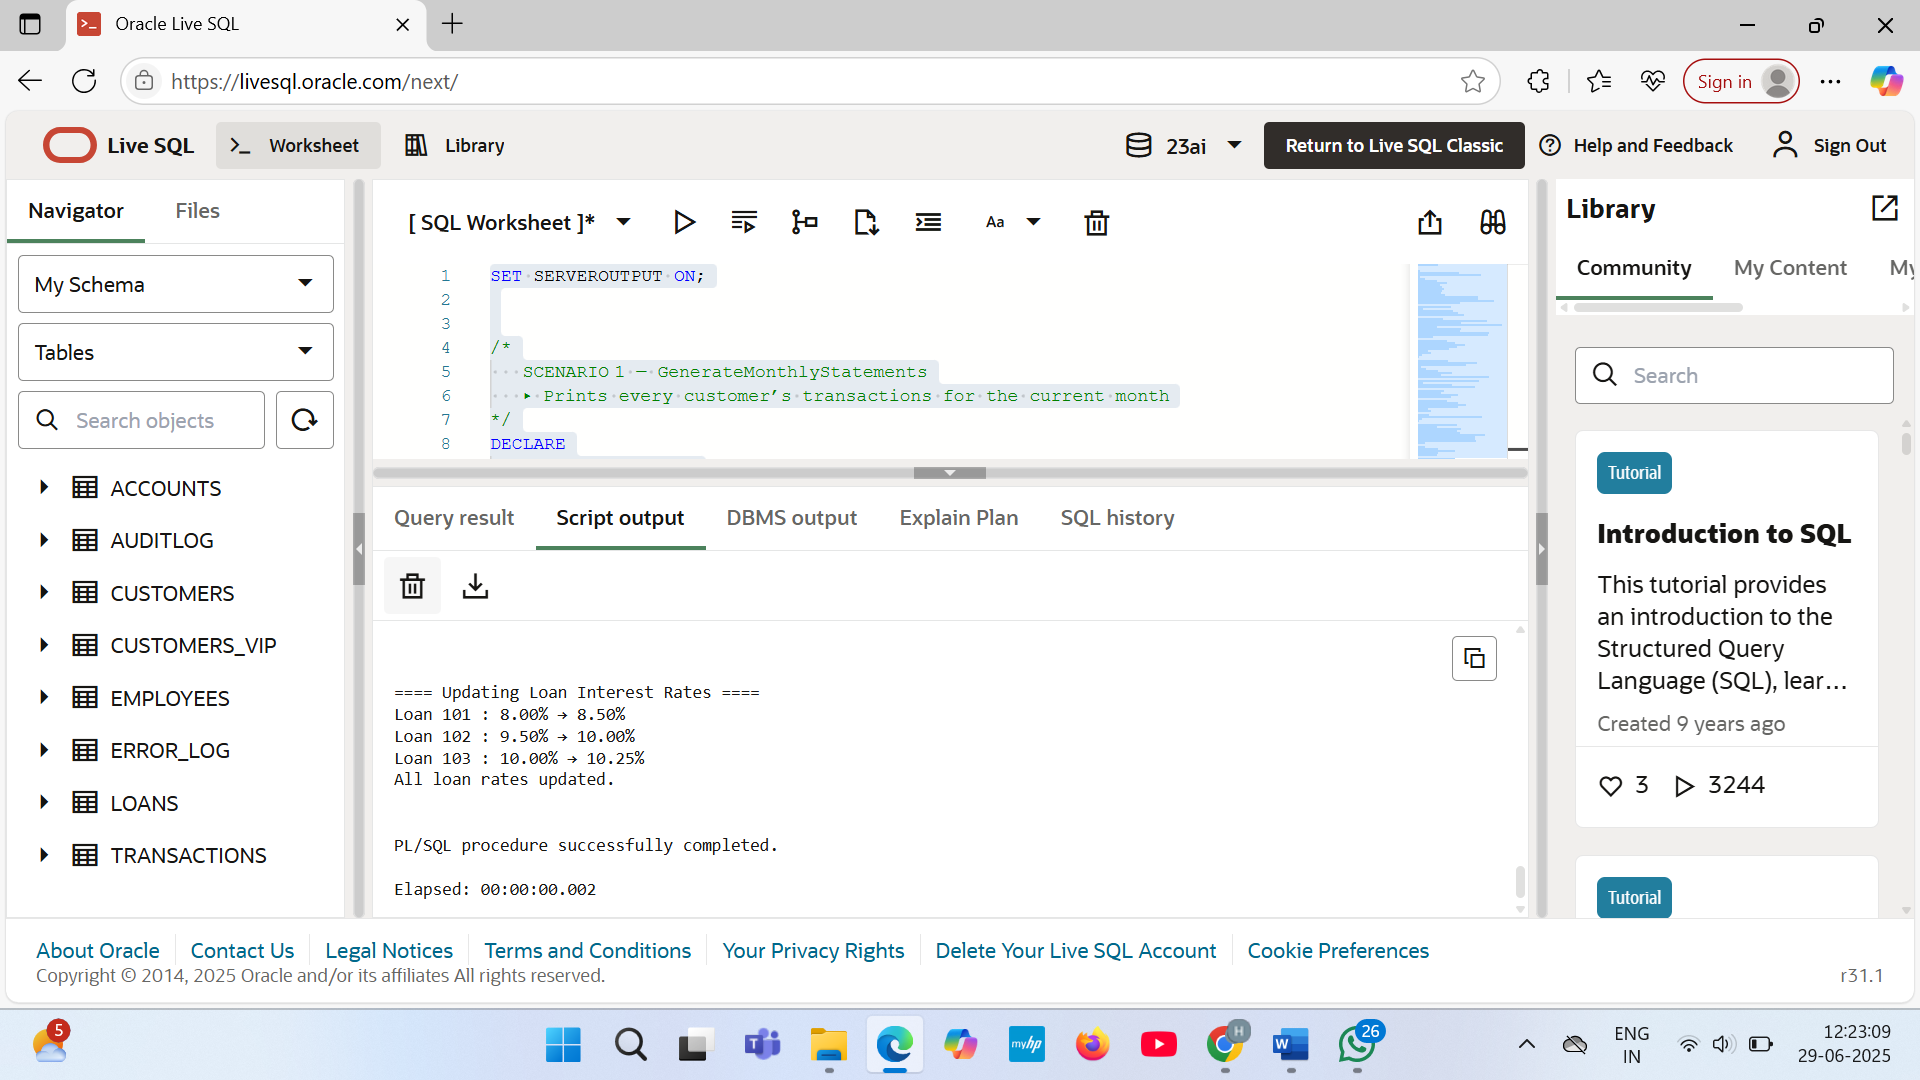 Oracle Live SQL
https://livesql.oracle.com/next/
Sign in
Live SQL
Worksheet
Library
23ai
Return to Live SQL Classic
Help and Feedback
Sign Out
Navigator
Files
My Schema
Tables
Search objects
ACCOUNTS
AUDITLOG
CUSTOMERS
CUSTOMERS_VIP
EMPLOYEES
ERROR_LOG
LOANS
TRANSACTIONS
[ SQL Worksheet ]*
Aa
1 SET SERVEROUTPUT ON;
2
3
4 /*
5 SCENARIO 1 — GenerateMonthlyStatements
6 ▸ Prints every customer’s transactions for the current month
7 */
8 DECLARE
Query result
Script output
DBMS output
Explain Plan
SQL history
==== Updating Loan Interest Rates ====
Loan 101 : 8.00% → 8.50%
Loan 102 : 9.50% → 10.00%
Loan 103 : 10.00% → 10.25%
All loan rates updated.
PL/SQL procedure successfully completed.
Elapsed: 00:00:00.002
Library
Community
My Content
My
Search
Tutorial
Introduction to SQL
This tutorial provides
an introduction to the
Structured Query
Language (SQL), lear...
Created 9 years ago
3
3244
Tutorial
About Oracle
Contact Us
Legal Notices
Terms and Conditions
Your Privacy Rights
Delete Your Live SQL Account
Cookie Preferences
Copyright © 2014, 2025 Oracle and/or its affiliates All rights reserved.
r31.1
5
myhp
H
W
26
ENG
IN
12:23:09
29-06-2025